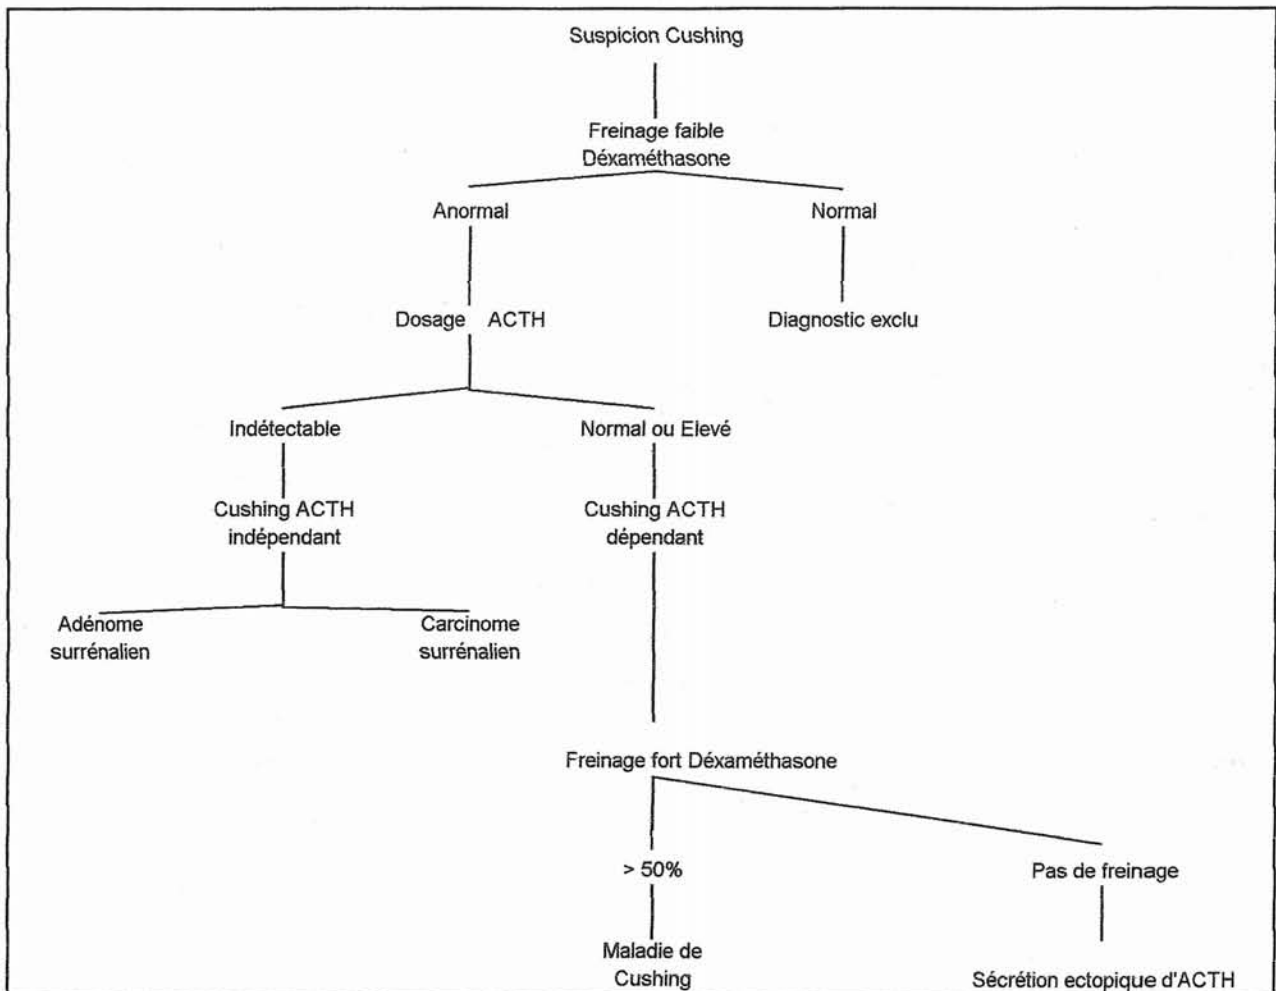 Suspicion Cushing
Freinage faible
Déxaméthasone
Anormal
Normal
Dosage ACTH
Diagnostic exclu
Indétectable
Normal ou Elevé
Cushing ACTH
indépendant
Cushing ACTH
dépendant
Adénome
surrénalien
Carcinome
surrénalien
Freinage fort Déxaméthasone
> 50%
Pas de freinage
Maladie de
Cushing
Sécrétion ectopique d'ACTH